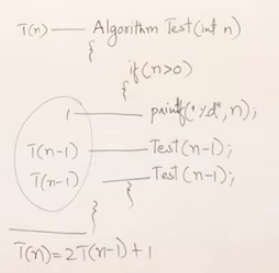 T(n) — Algorithm Test(int n)
{
if(n>0)
{
1 — printf("%d", n);
T(n-1) — Test(n-1);
T(n-1) — Test(n-1);
}
}
T(n)=2T(n-1)+1